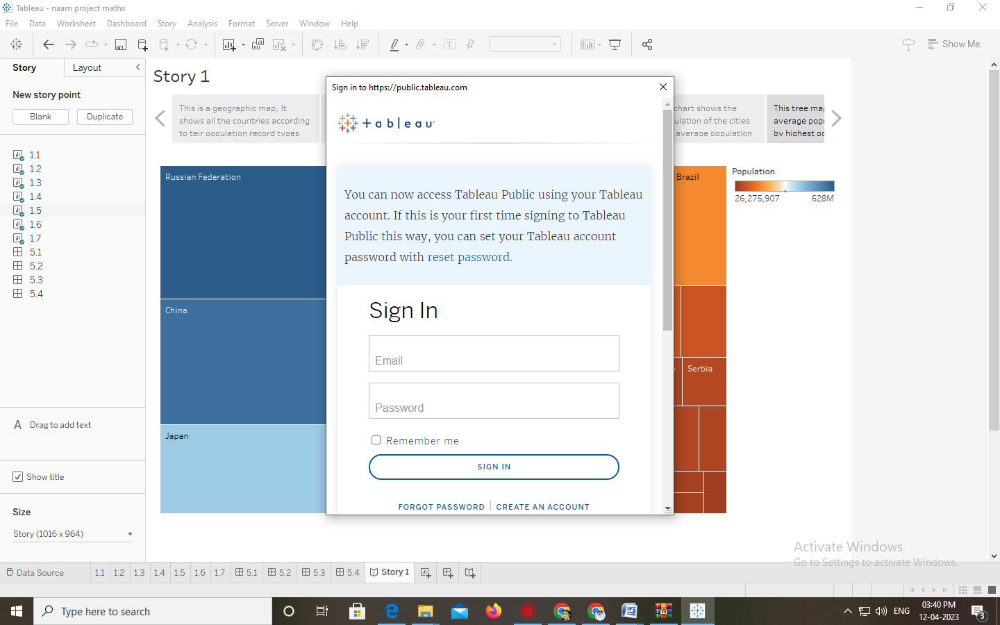 Tableau - naam project maths
File Data Worksheet Dashboard Story Analysis Format Server Window Help
Show Me
Story Layout
New story point
Blank Duplicate
1.1
1.2
1.3
1.4
1.5
1.6
1.7
5.1
5.2
5.3
5.4
A Drag to add text
Show title
Size
Story (1016 x 964)
Story 1
This is a geographic map, It
shows all the countries according
to teir population record types
chart shows the
ulation of the citles
average population
This tree map
average popu
by highest po
Russian Federation
China
Japan
Brazil
Serbia
Population
26,275,907 628M
Sign in to https://public.tableau.com
+ableau
You can now access Tableau Public using your Tableau
account. If this is your first time signing to Tableau
Public this way, you can set your Tableau account
password with reset password.
Sign In
Email
Password
Remember me
SIGN IN
FORGOT PASSWORD | CREATE AN ACCOUNT
Activate Windows
Go to Settings to activate Windows.
Data Source 1.1 1.2 1.3 1.4 1.5 1.6 1.7 5.1 5.2 5.3 5.4 Story 1
Type here to search
ENG
03:40 PM
12-04-2023
3